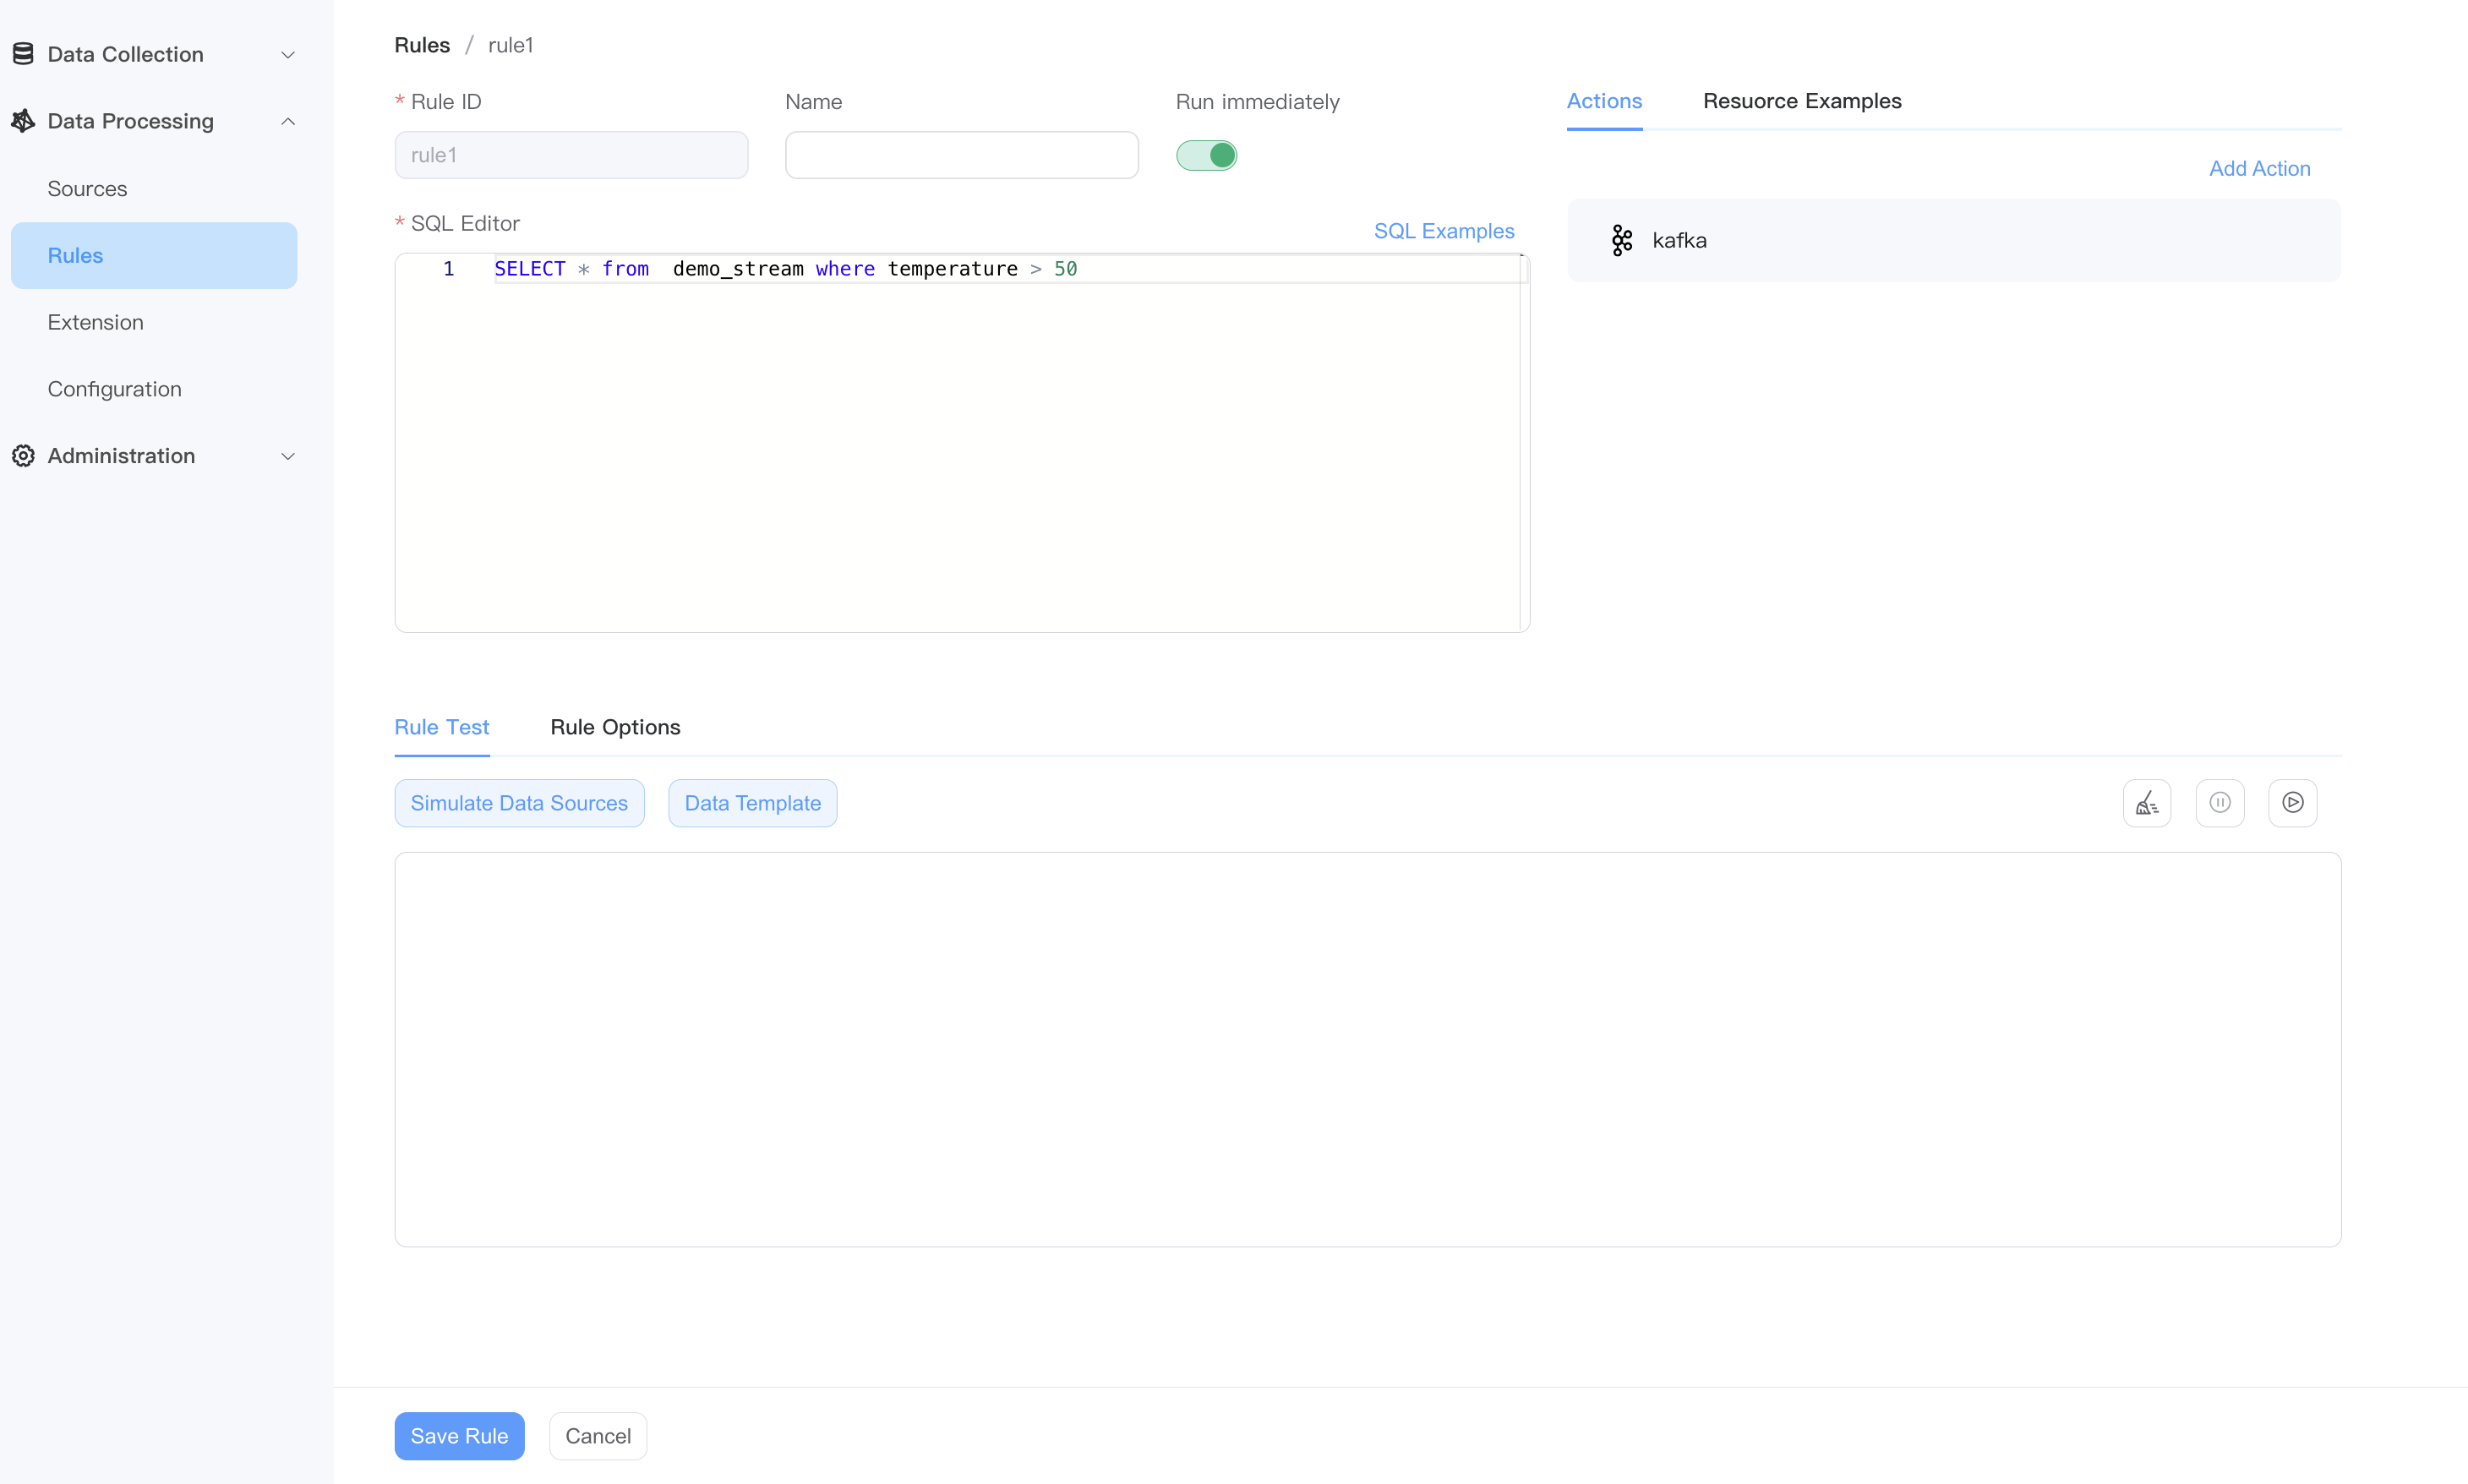 Data Collection
Data Processing
Sources
Rules
Extension
Configuration
Administration
Rules / rule1
* Rule ID
Name
Run immediately
rule1
* SQL Editor
SQL Examples
1 SELECT * from  demo_stream where temperature > 50
Actions
Resuorce Examples
Add Action
kafka
Rule Test
Rule Options
Simulate Data Sources
Data Template
Save Rule
Cancel